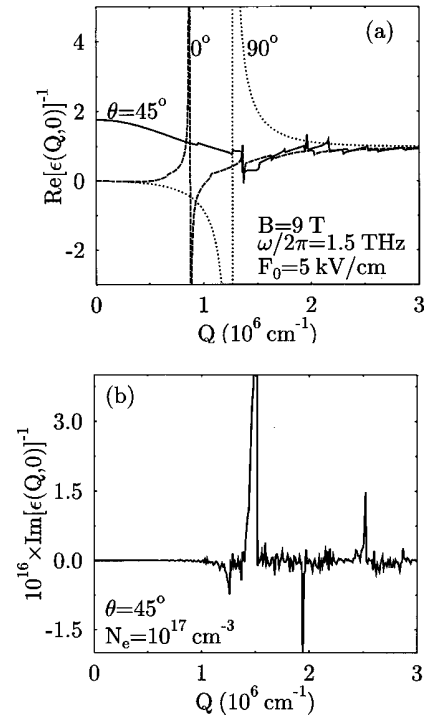 (a)
0° 90°
θ=45°
5
4
2
0
-2
Re[ϵ(Q,0)]⁻¹
B=9 T
ω/2π=1.5 THz
F₀=5 kV/cm
0 1 2 3
Q (10⁶ cm⁻¹)
(b)
3.0
1.5
0.0
-1.5
10¹⁶×Im[ϵ(Q,0)]⁻¹
θ=45°
Nₑ=10¹⁷ cm⁻³
0 1 2 3
Q (10⁶ cm⁻¹)